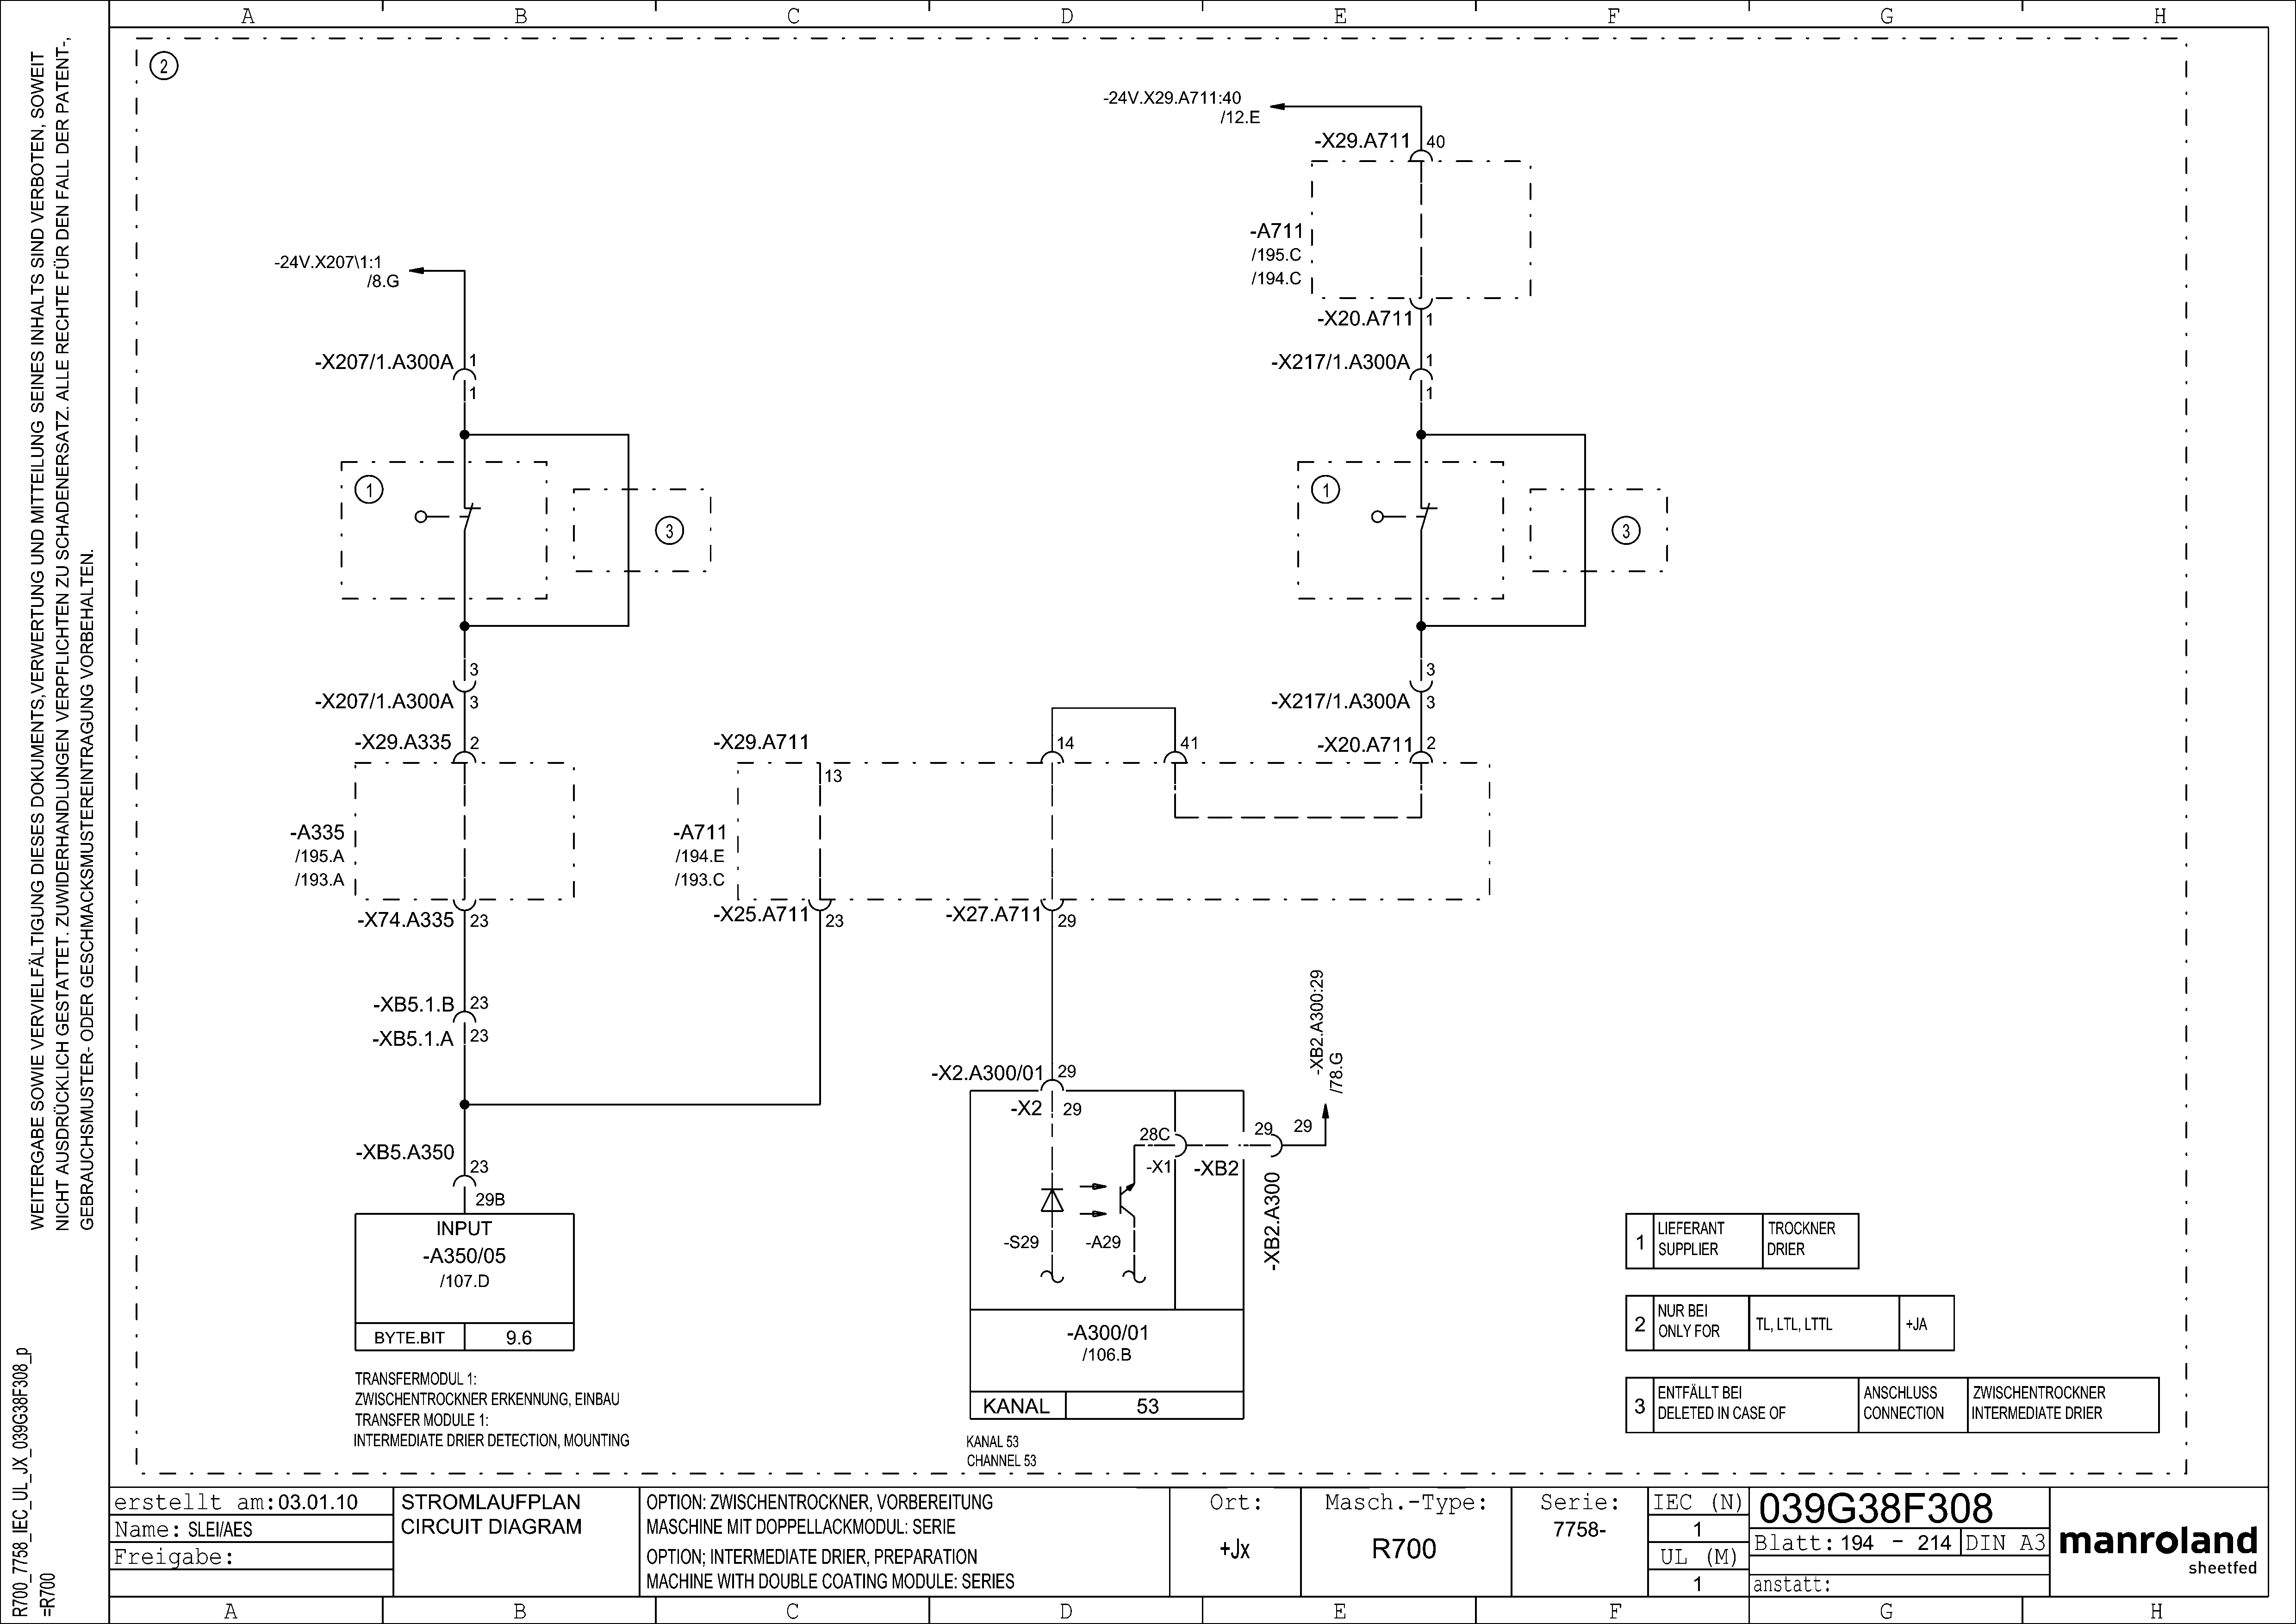 A B C D E F G H
WEITERGABE SOWIE VERVIELFÄLTIGUNG DIESES DOKUMENTS,VERWERTUNG UND MITTEILUNG SEINES INHALTS SIND VERBOTEN, SOWEIT
NICHT AUSDRÜCKLICH GESTATTET. ZUWIDERHANDLUNGEN VERPFLICHTEN ZU SCHADENERSATZ. ALLE RECHTE FÜR DEN FALL DER PATENT-,
GEBRAUCHSMUSTER- ODER GESCHMACKSMUSTEREINTRAGUNG VORBEHALTEN.
R700_7758_IEC_UL_JX_039G38F308_p
=R700
2
-24V.X29.A711:40
/12.E
-X29.A711 40
-A711
/195.C
/194.C
-X20.A711 1
-24V.X207\1:1
/8.G
-X207/1.A300A 1
1
-X217/1.A300A 1
1
1
3
1
3
3
-X207/1.A300A 3
3
-X217/1.A300A 3
-X29.A335 2
-X29.A711
13
14
41
-X20.A711 2
-A335
/195.A
/193.A
-A711
/194.E
/193.C
-X74.A335 23
-X25.A711 23
-X27.A711 29
-XB5.1.B 23
-XB5.1.A 23
-XB5.A350
23
29B
INPUT
-A350/05
/107.D
BYTE.BIT 9.6
TRANSFERMODUL 1:
ZWISCHENTROCKNER ERKENNUNG, EINBAU
TRANSFER MODULE 1:
INTERMEDIATE DRIER DETECTION, MOUNTING
-X2.A300/01 29
-X2 29
28C
-X1
-XB2
29
29
-XB2.A300
-XB2.A300:29
/78.G
-S29
-A29
-A300/01
/106.B
KANAL 53
KANAL 53
CHANNEL 53
1
LIEFERANT
SUPPLIER
TROCKNER
DRIER
2
NUR BEI
ONLY FOR
TL, LTL, LTTL
+JA
3
ENTFÄLLT BEI
DELETED IN CASE OF
ANSCHLUSS
CONNECTION
ZWISCHENTROCKNER
INTERMEDIATE DRIER
erstellt am: 03.01.10
Name: SLEI/AES
Freigabe:
STROMLAUFPLAN
CIRCUIT DIAGRAM
OPTION: ZWISCHENTROCKNER, VORBEREITUNG
MASCHINE MIT DOPPELLACKMODUL: SERIE
OPTION; INTERMEDIATE DRIER, PREPARATION
MACHINE WITH DOUBLE COATING MODULE: SERIES
Ort:
+Jx
Masch.-Type:
R700
Serie:
7758-
IEC (N)
1
UL (M)
1
039G38F308
Blatt: 194 - 214 DIN A3
anstatt:
manroland
sheetfed
A B C D E F G H